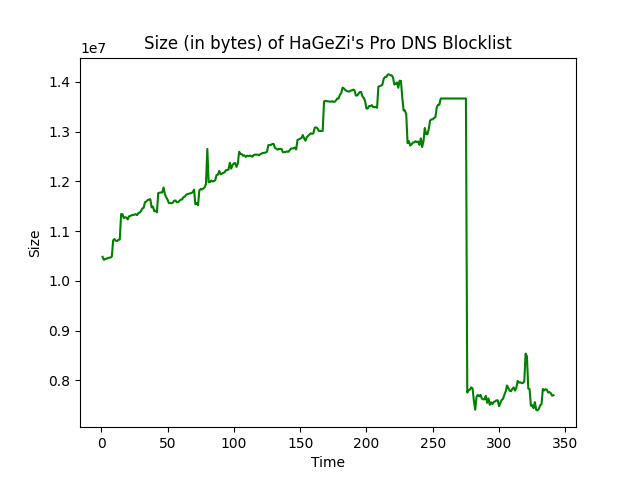 Size (in bytes) of HaGeZi's Pro DNS Blocklist
1e7
1.4
1.3
1.2
1.1
1.0
0.9
0.8
Size
0 50 100 150 200 250 300 350
Time